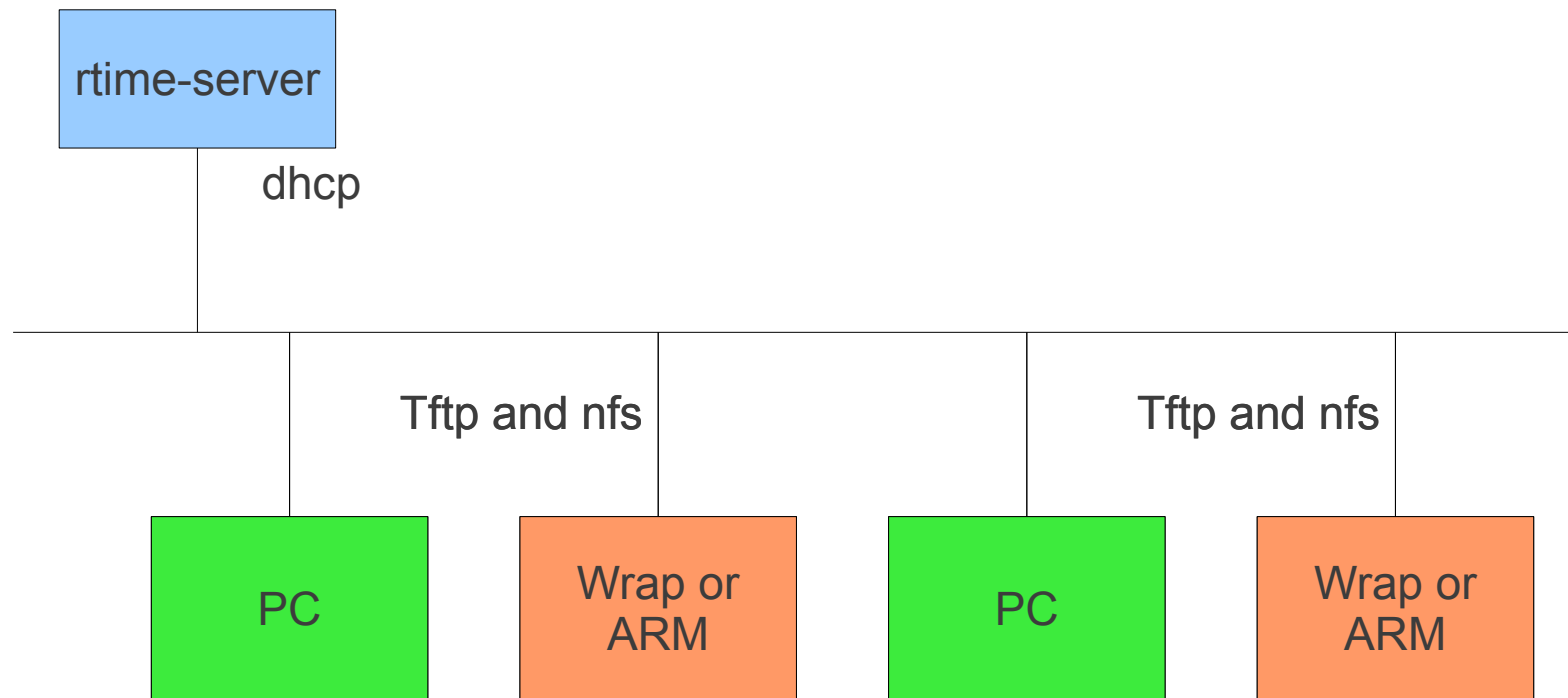 rtime-server
dhcp
Tftp and nfs
Tftp and nfs
PC
Wrap or
ARM
PC
Wrap or
ARM